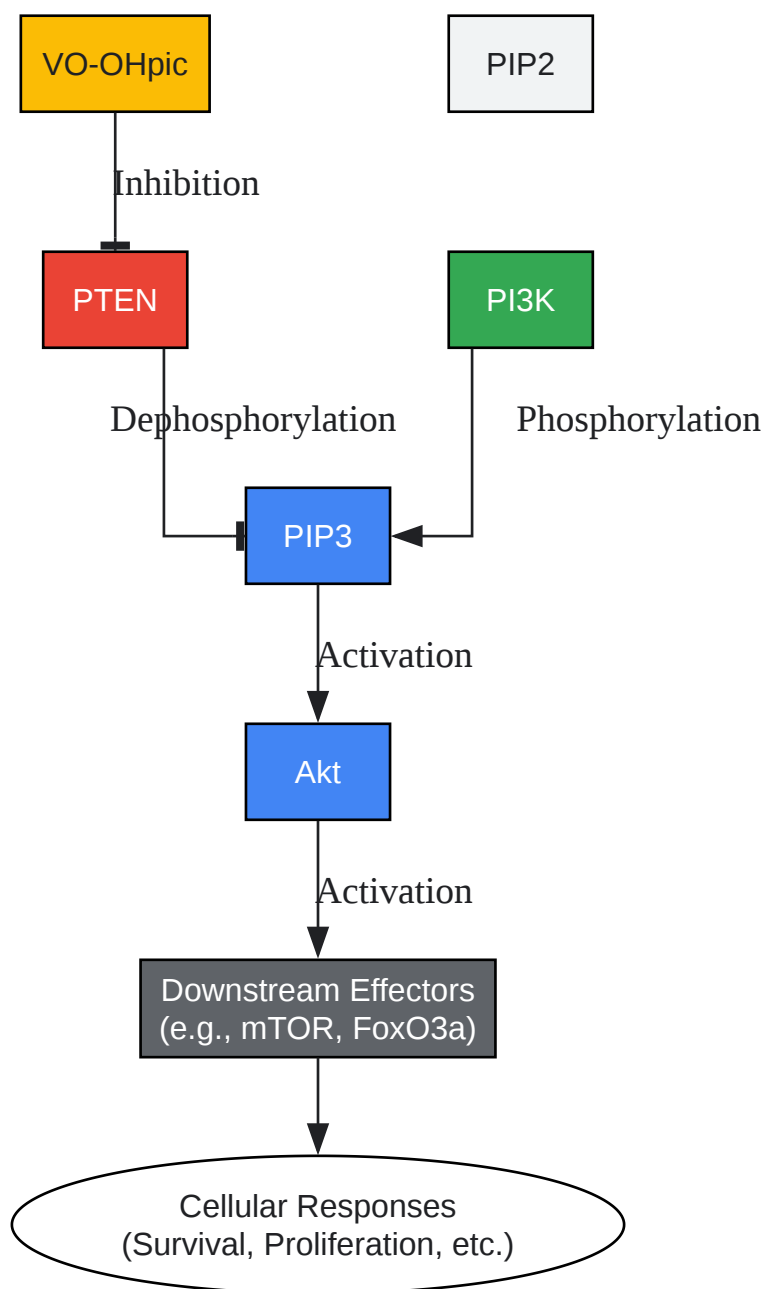 VO-OHpic
PIP2
Inhibition
PTEN
PI3K
Dephosphorylation
Phosphorylation
PIP3
Activation
Akt
Activation
Downstream Effectors
(e.g., mTOR, FoxO3a)
Cellular Responses
(Survival, Proliferation, etc.)